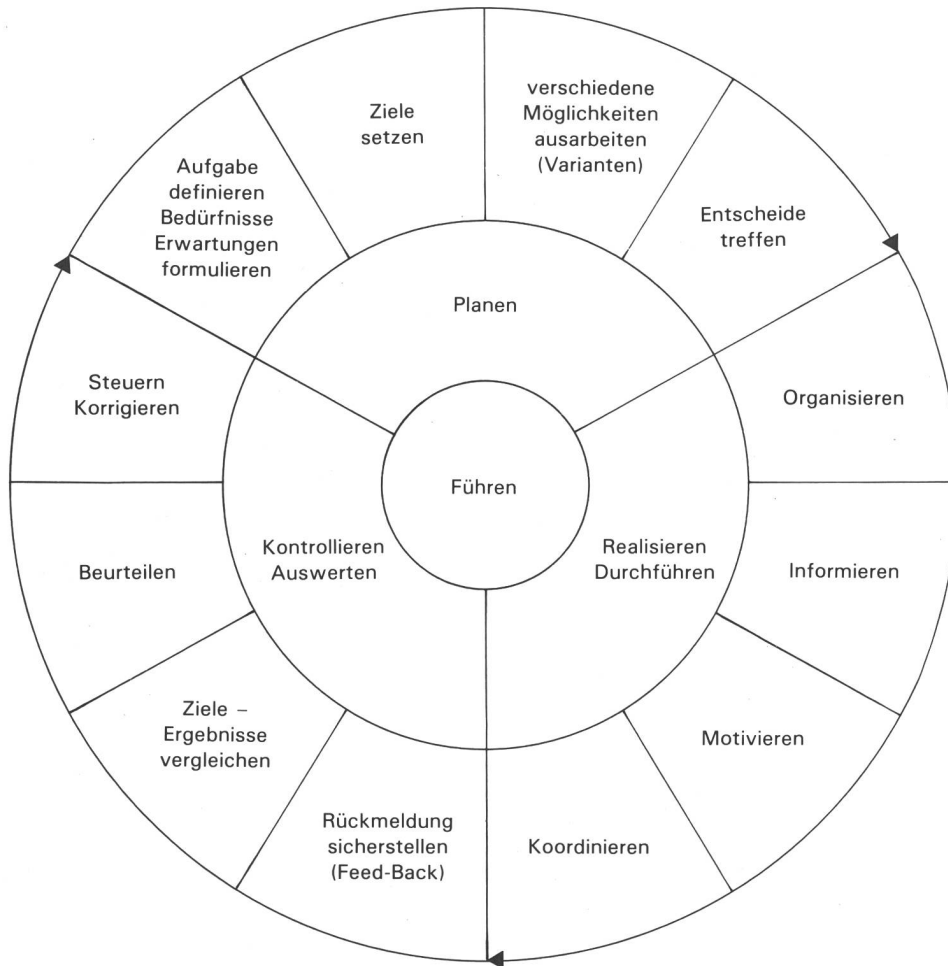 Ziele
setzen
verschiedene
Möglichkeiten
ausarbeiten
(Varianten)
Aufgabe
definieren
Bedürfnisse
Erwartungen
formulieren
Entscheide
treffen
Planen
Steuern
Korrigieren
Organisieren
Führen
Kontrollieren
Auswerten
Realisieren
Durchführen
Beurteilen
Informieren
Ziele –
Ergebnisse
vergleichen
Motivieren
Rückmeldung
sicherstellen
(Feed-Back)
Koordinieren